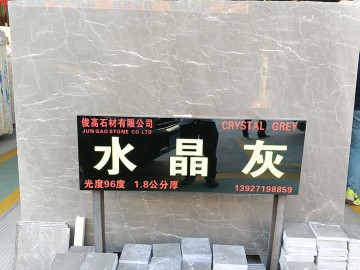 俊高石材有限公司
JUN GAO STONE CO LTD
CRYSTAL GREY
水晶灰
光度96度 1.8公分厚
13927198859